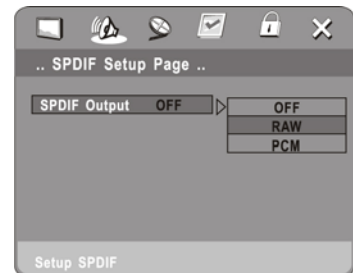 .. SPDIF Setup Page ..
SPDIF Output OFF
OFF
RAW
PCM
Setup SPDIF